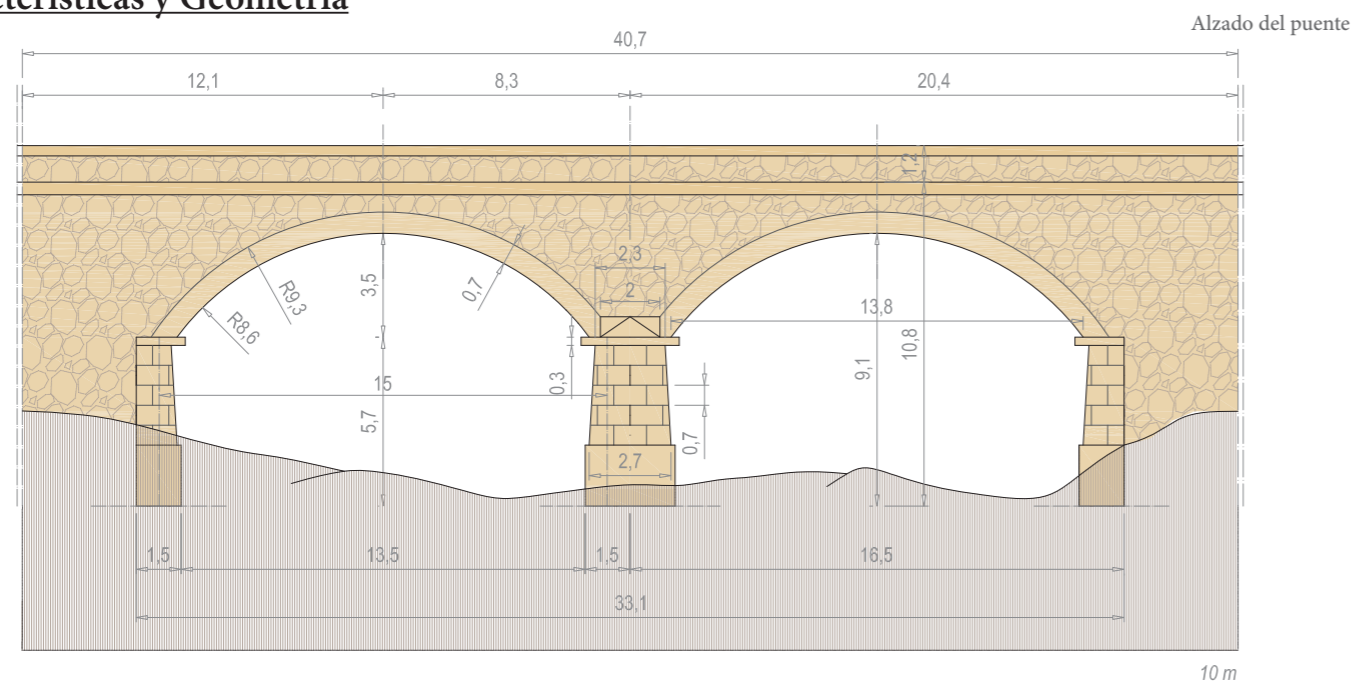 cterísticas y Geometría
Alzado del puente
40,7
12,1 8,3 20,4
1,2
2,3
3,5 0,7 R9,3 2
R8,6 13,8
10,8
9,1
15 0,3
5,7 0,7
2,7
1,5 13,5 1,5 16,5
33,1
10 m